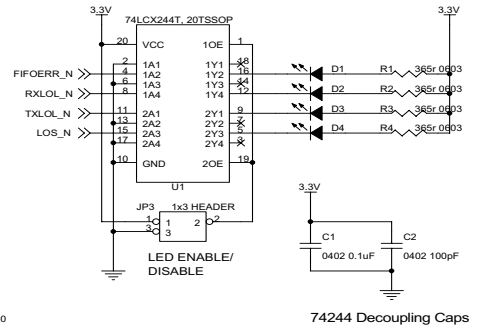 3.3V
74LCX244T, 20TSSOP
3.3V
20 VCC 1OE 1
2 1A1 1Y1 18
FIFOERR_N 4 1A2 1Y2 16 D1 R1 365r 0603
6 1A3 1Y3 14
RXLOL_N 8 1A4 1Y4 12 D2 R2 365r 0603
TXLOL_N 11 2A1 2Y1 9 D3 R3 365r 0603
13 2A2 2Y2 7
LOS_N 15 2A3 2Y3 5 D4 R4 365r 0603
17 2A4 2Y4 3
10 GND 2OE 19
U1
JP3 1x3 HEADER
1 1 2 2
3 3
LED ENABLE/
DISABLE
3.3V
C1 C2
0402 0.1uF 0402 100pF
0
74244 Decoupling Caps